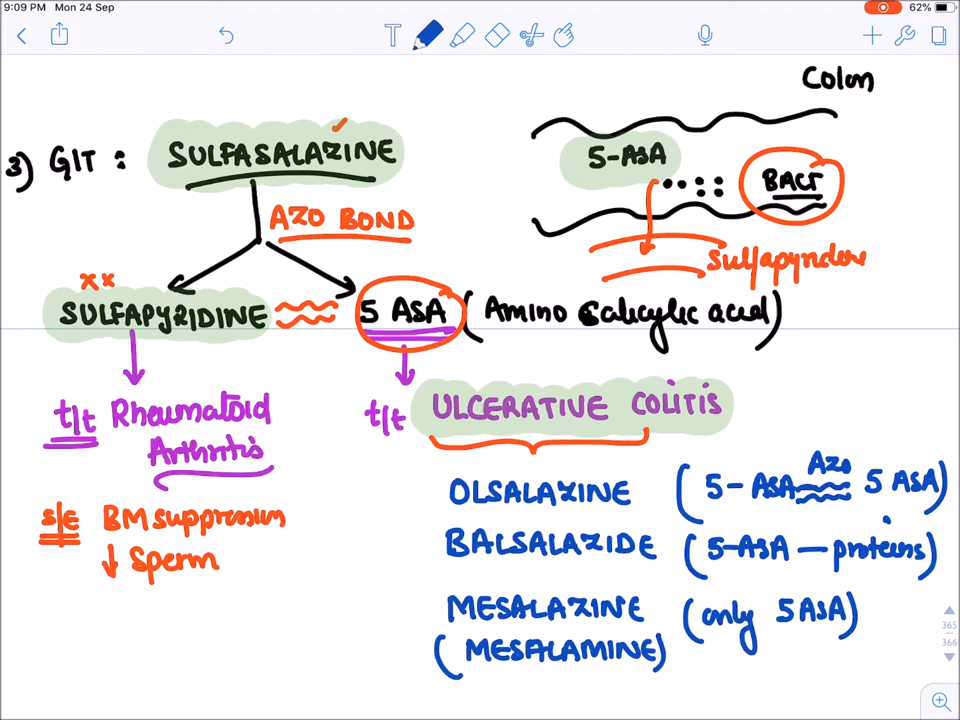 9:09 PM Mon 24 Sep
62%
T
Colon
3) GIT :
SULFASALAZINE
5-ASA
BACT
AZO BOND
Sulfapyridine
xx
SULFAPYRIDINE
5 ASA (Amino Salicylic acid)
t/t Rheumatoid
Arthritis
t/t ULCERATIVE COLITIS
S/E BM suppression
↓ Sperm
OLSALAZINE (5-ASA Azo 5 ASA)
BALSALAZIDE (5-ASA — proteins)
MESALAZINE (only 5 ASA)
(MESALAMINE)
365
366